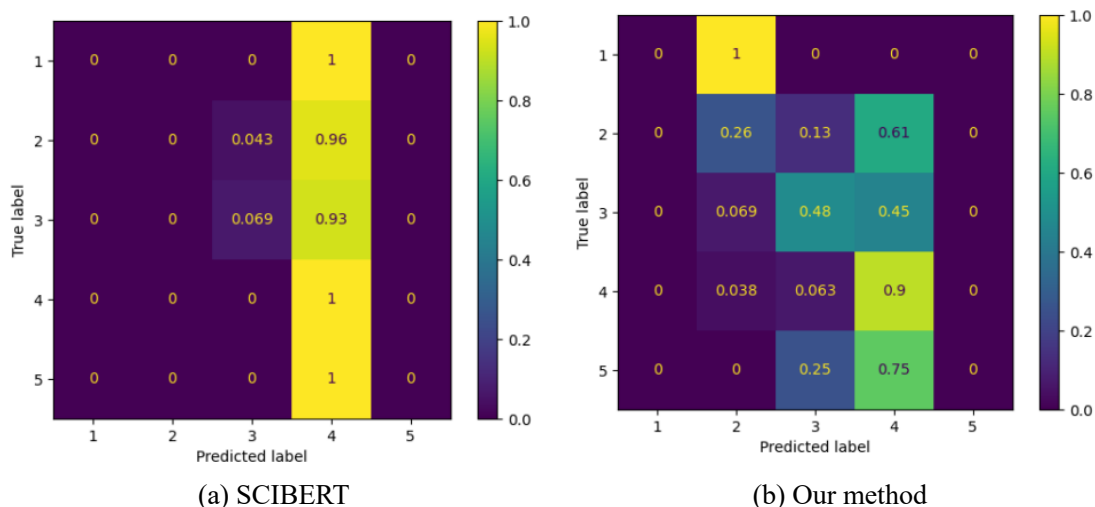 1.0
1 0 0 0 1 0
0.8
2 0 0 0.043 0.96 0
0.6
3 0 0 0.069 0.93 0
0.4
4 0 0 0 1 0
0.2
5 0 0 0 1 0
0.0
1 2 3 4 5
True label
Predicted label
(a) SCIBERT
1.0
1 0 1 0 0 0
0.8
2 0 0.26 0.13 0.61 0
0.6
3 0 0.069 0.48 0.45 0
0.4
4 0 0.038 0.063 0.9 0
0.2
5 0 0 0.25 0.75 0
0.0
1 2 3 4 5
True label
Predicted label
(b) Our method